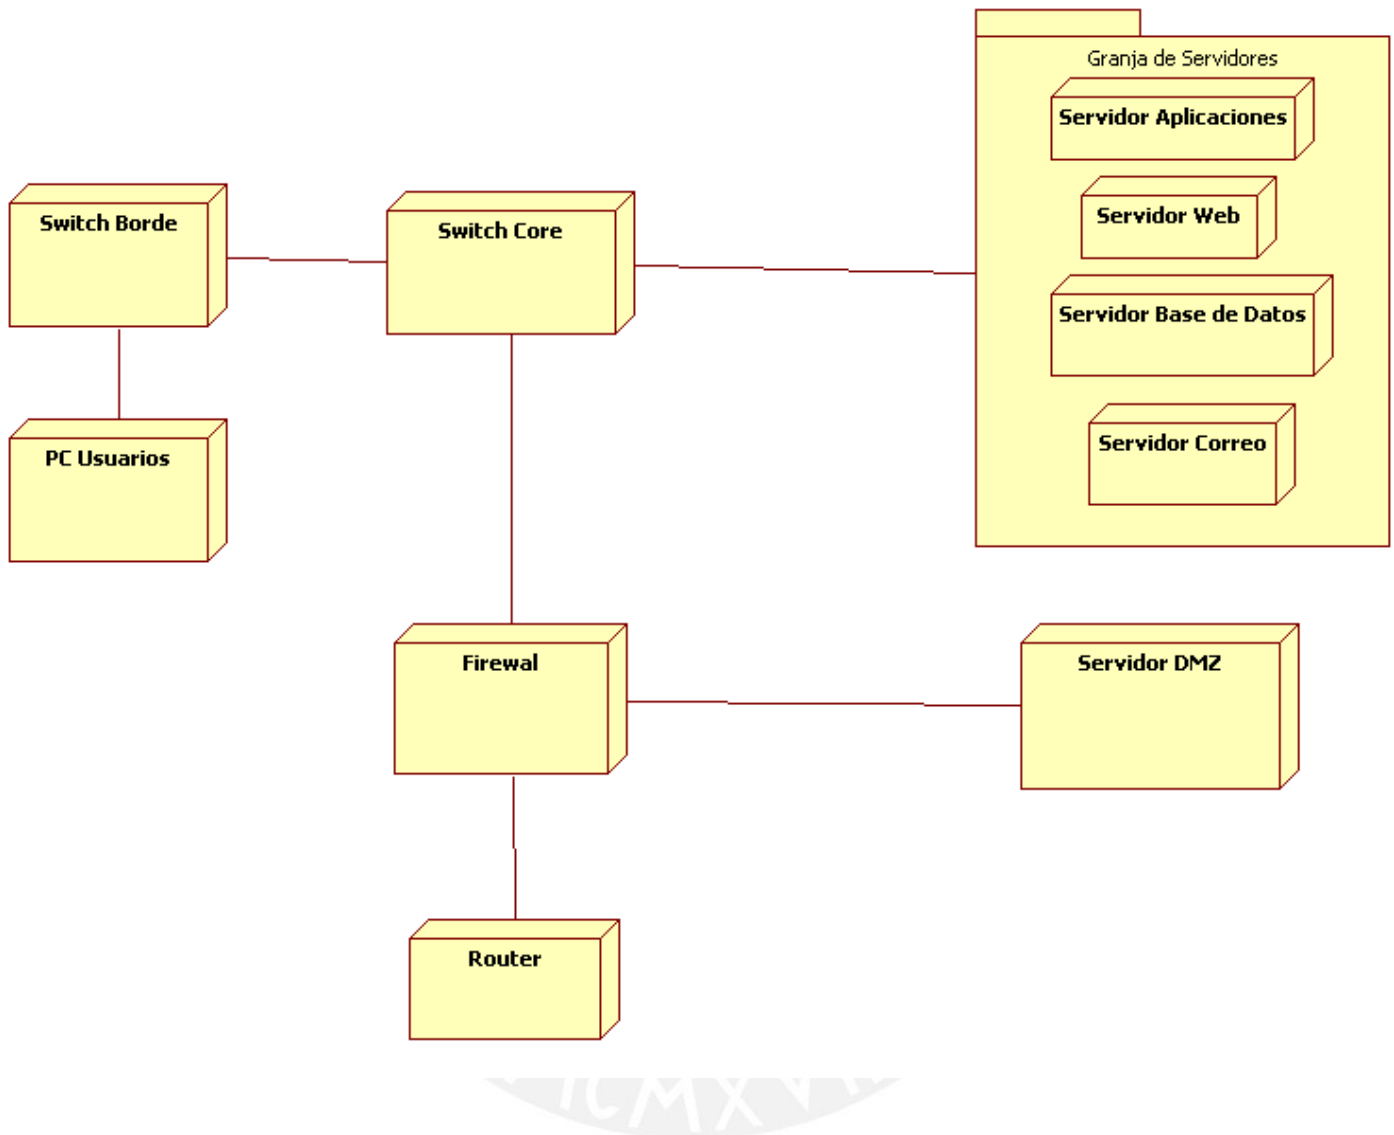 Granja de Servidores
Servidor Aplicaciones
Servidor Web
Servidor Base de Datos
Servidor Correo
Switch Borde
Switch Core
PC Usuarios
Firewal
Servidor DMZ
Router